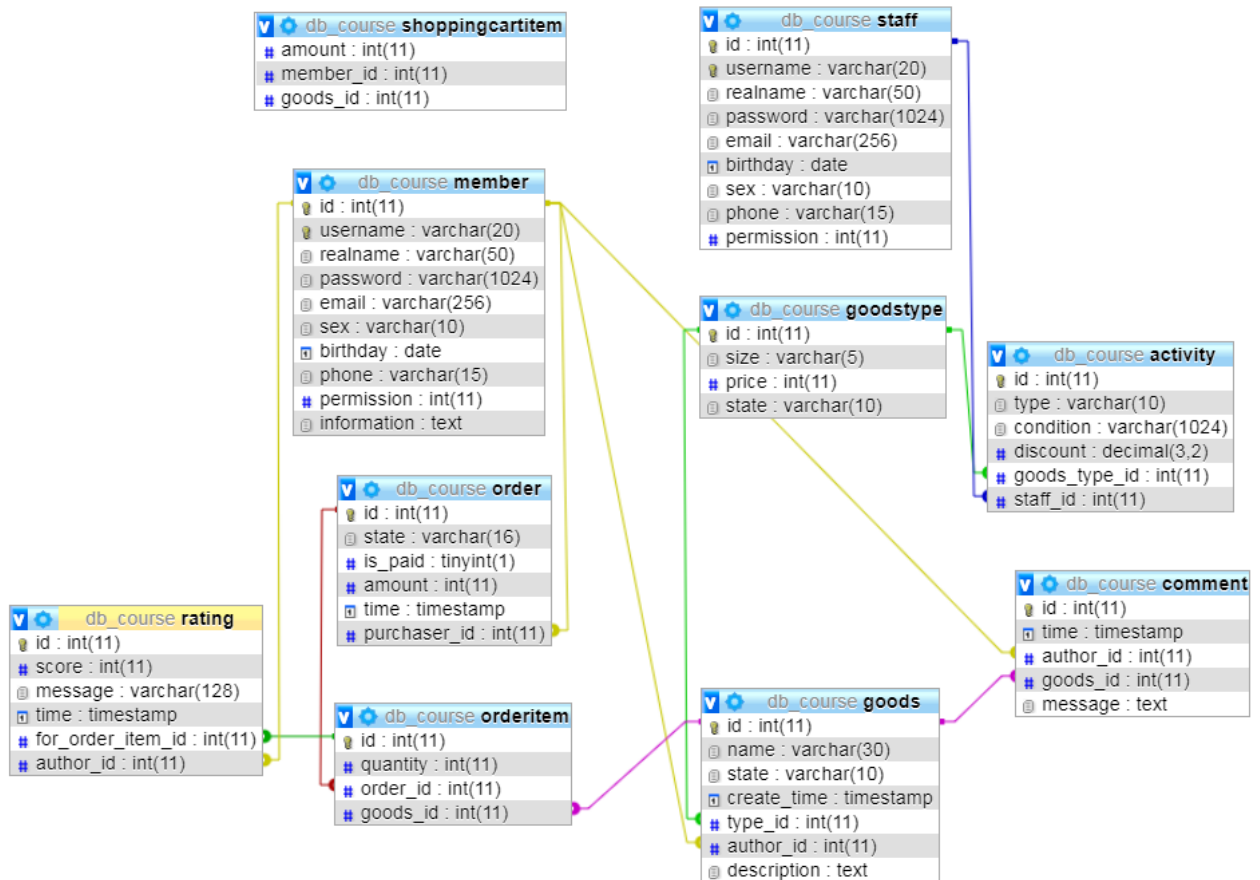 db_course shoppingcartitem
amount : int(11)
member_id : int(11)
goods_id : int(11)
db_course staff
id : int(11)
username : varchar(20)
realname : varchar(50)
password : varchar(1024)
email : varchar(256)
birthday : date
sex : varchar(10)
phone : varchar(15)
permission : int(11)
db_course member
id : int(11)
username : varchar(20)
realname : varchar(50)
password : varchar(1024)
email : varchar(256)
sex : varchar(10)
birthday : date
phone : varchar(15)
permission : int(11)
information : text
db_course goodstype
id : int(11)
size : varchar(5)
price : int(11)
state : varchar(10)
db_course activity
id : int(11)
type : varchar(10)
condition : varchar(1024)
discount : decimal(3,2)
goods_type_id : int(11)
staff_id : int(11)
db_course order
id : int(11)
state : varchar(16)
is_paid : tinyint(1)
amount : int(11)
time : timestamp
purchaser_id : int(11)
db_course comment
id : int(11)
time : timestamp
author_id : int(11)
goods_id : int(11)
message : text
db_course rating
id : int(11)
score : int(11)
message : varchar(128)
time : timestamp
for_order_item_id : int(11)
author_id : int(11)
db_course orderitem
id : int(11)
quantity : int(11)
order_id : int(11)
goods_id : int(11)
db_course goods
id : int(11)
name : varchar(30)
state : varchar(10)
create_time : timestamp
type_id : int(11)
author_id : int(11)
description : text